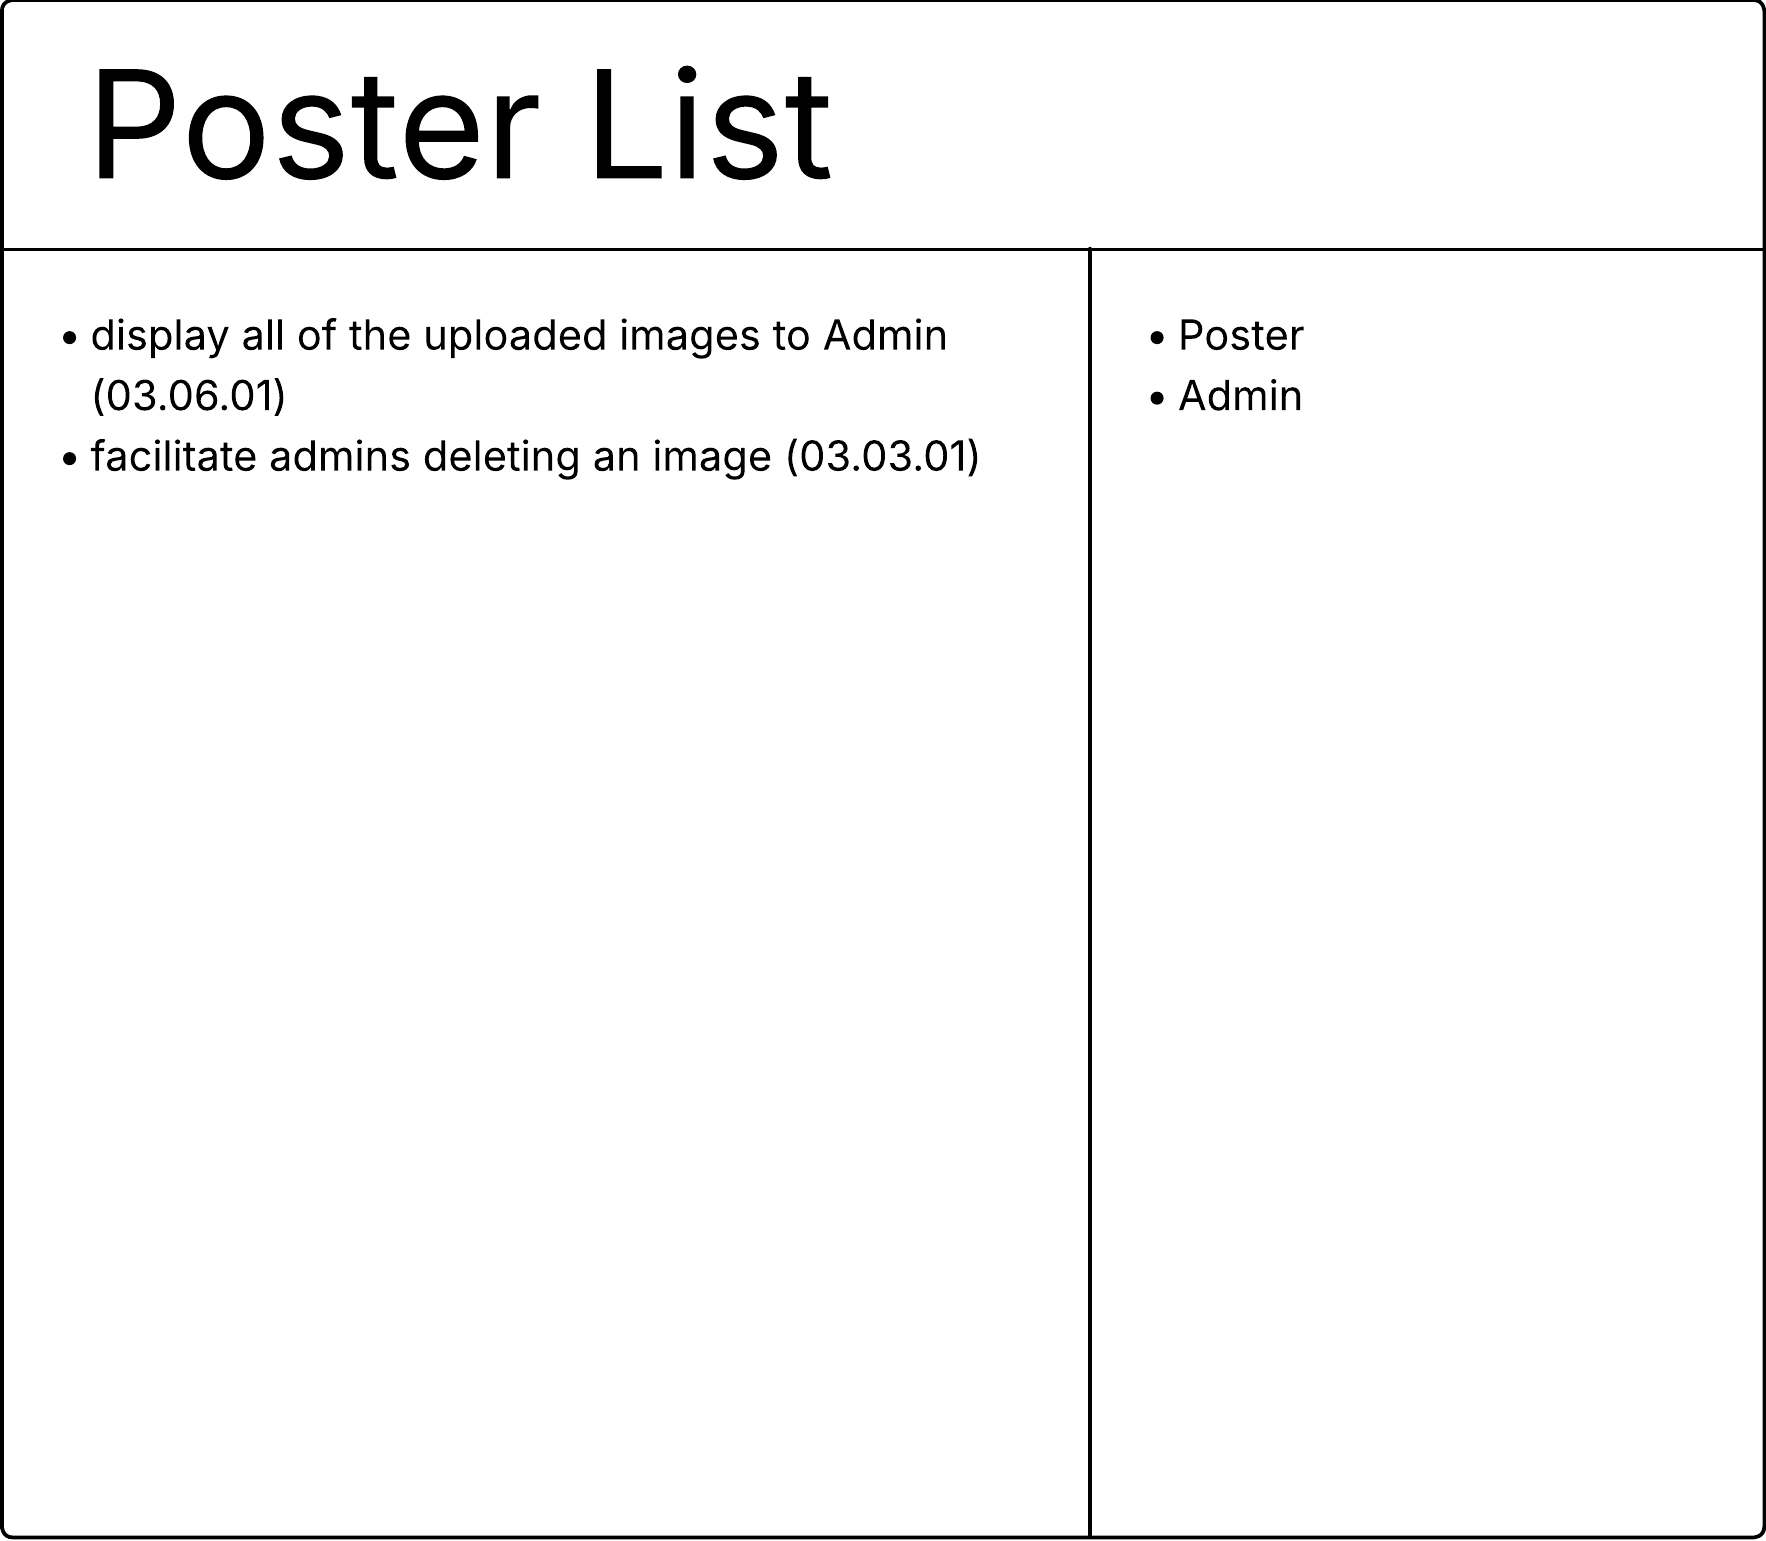 Poster List
• display all of the uploaded images to Admin
(03.06.01)
• facilitate admins deleting an image (03.03.01)
• Poster
• Admin